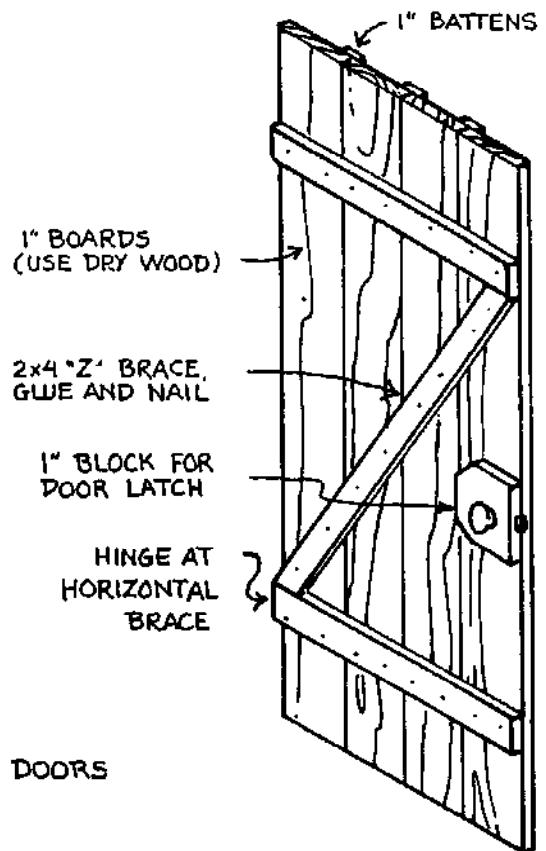 1" BATTENS
1" BOARDS
(USE DRY WOOD)
2x4 "Z" BRACE,
GLUE AND NAIL
1" BLOCK FOR
DOOR LATCH
HINGE AT
HORIZONTAL
BRACE
DOORS